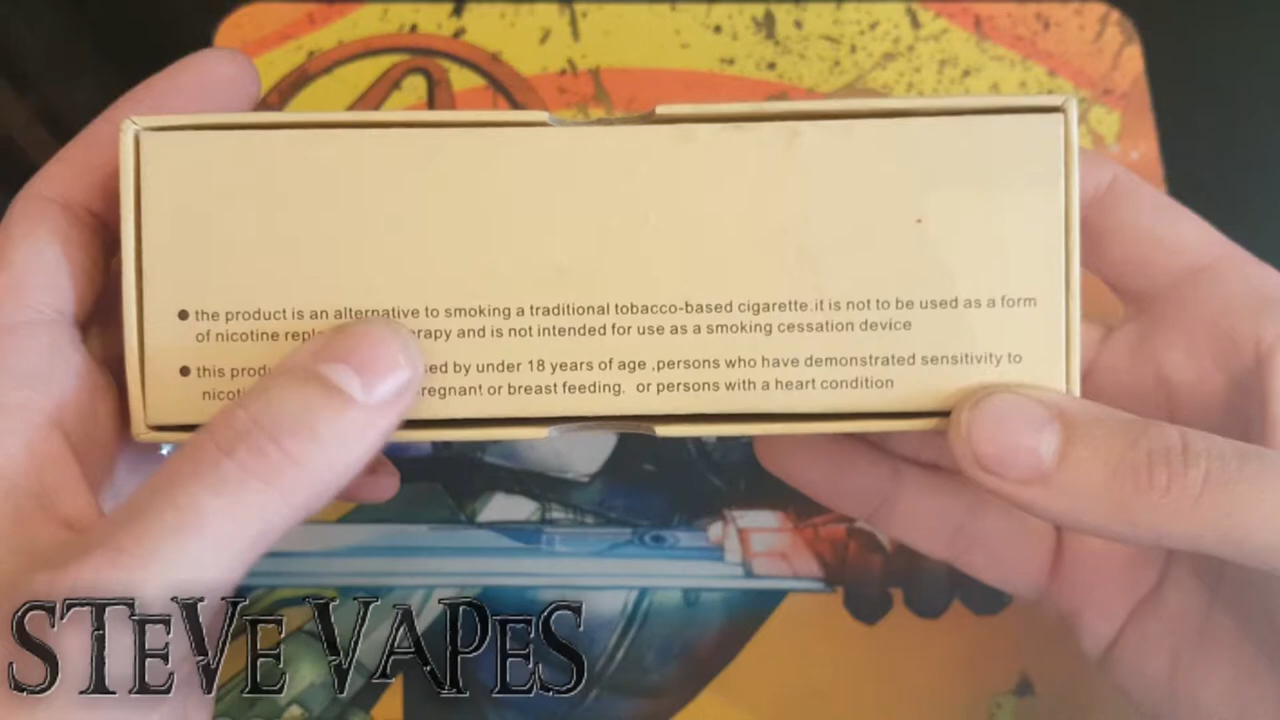 ● the product is an alternative to smoking a traditional tobacco-based cigarette.it is not to be used as a form
of nicotine repl erapy and is not intended for use as a smoking cessation device
● this produ sed by under 18 years of age ,persons who have demonstrated sensitivity to
nicoti regnant or breast feeding. or persons with a heart condition
STEVE VAPES